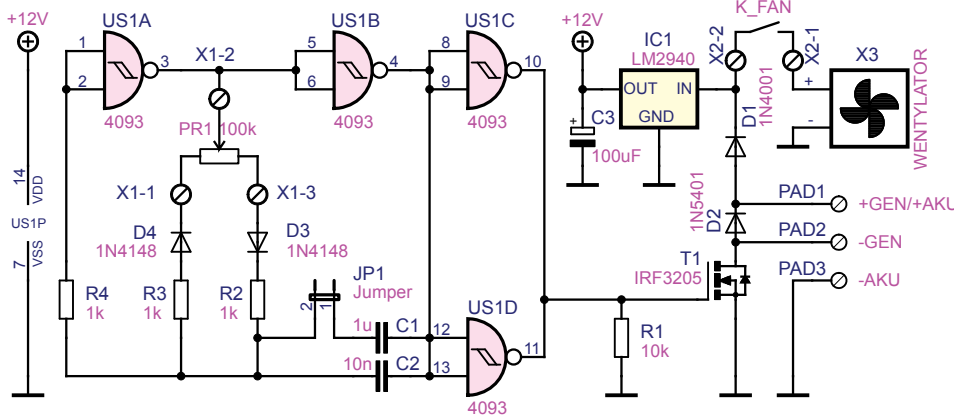 +12V
US1A
1
2
3
4093
X1-2
US1B
5
6
4
4093
US1C
8
9
10
4093
+12V
IC1
LM2940
OUT
IN
GND
+
C3
100uF
K_FAN
X2-2
X2-1
D1
1N4001
X3
+
-
WENTYLATOR
PR1 100k
X1-1
X1-3
D4
1N4148
D3
1N4148
14
VDD
US1P
7
VSS
R4
1k
R3
1k
R2
1k
JP1
Jumper
2
1
1u
C1
10n
C2
US1D
12
13
11
4093
R1
10k
T1
IRF3205
1N5401
D2
PAD1
+GEN/+AKU
PAD2
-GEN
PAD3
-AKU